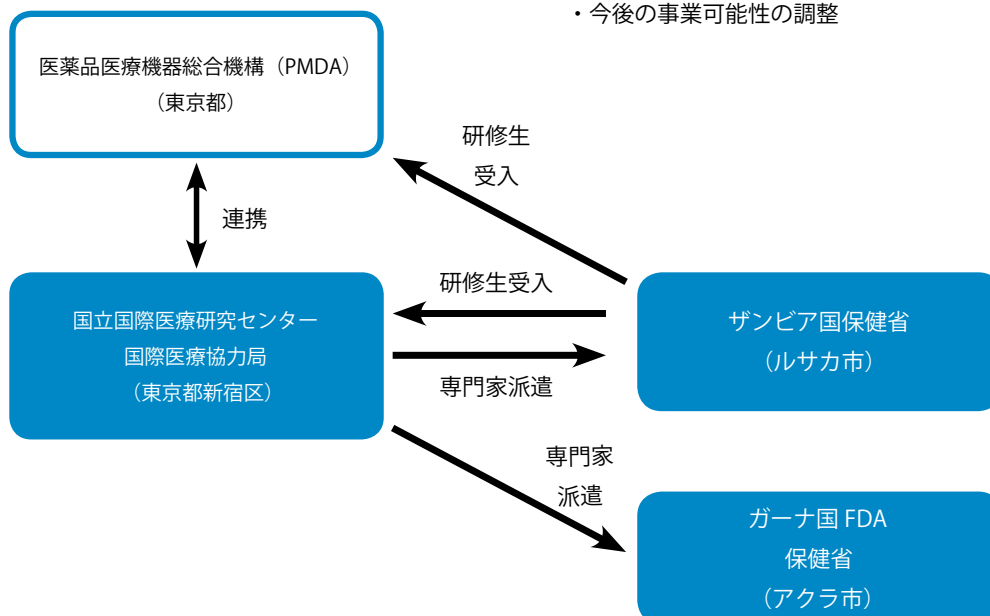 ・今後の事業可能性の調整
医薬品医療機器総合機構（PMDA）
（東京都）
研修生
受入
連携
研修生受入
国立国際医療研究センター
国際医療協力局
（東京都新宿区）
ザンビア国保健省
（ルサカ市）
専門家派遣
専門家
派遣
ガーナ国 FDA
保健省
（アクラ市）